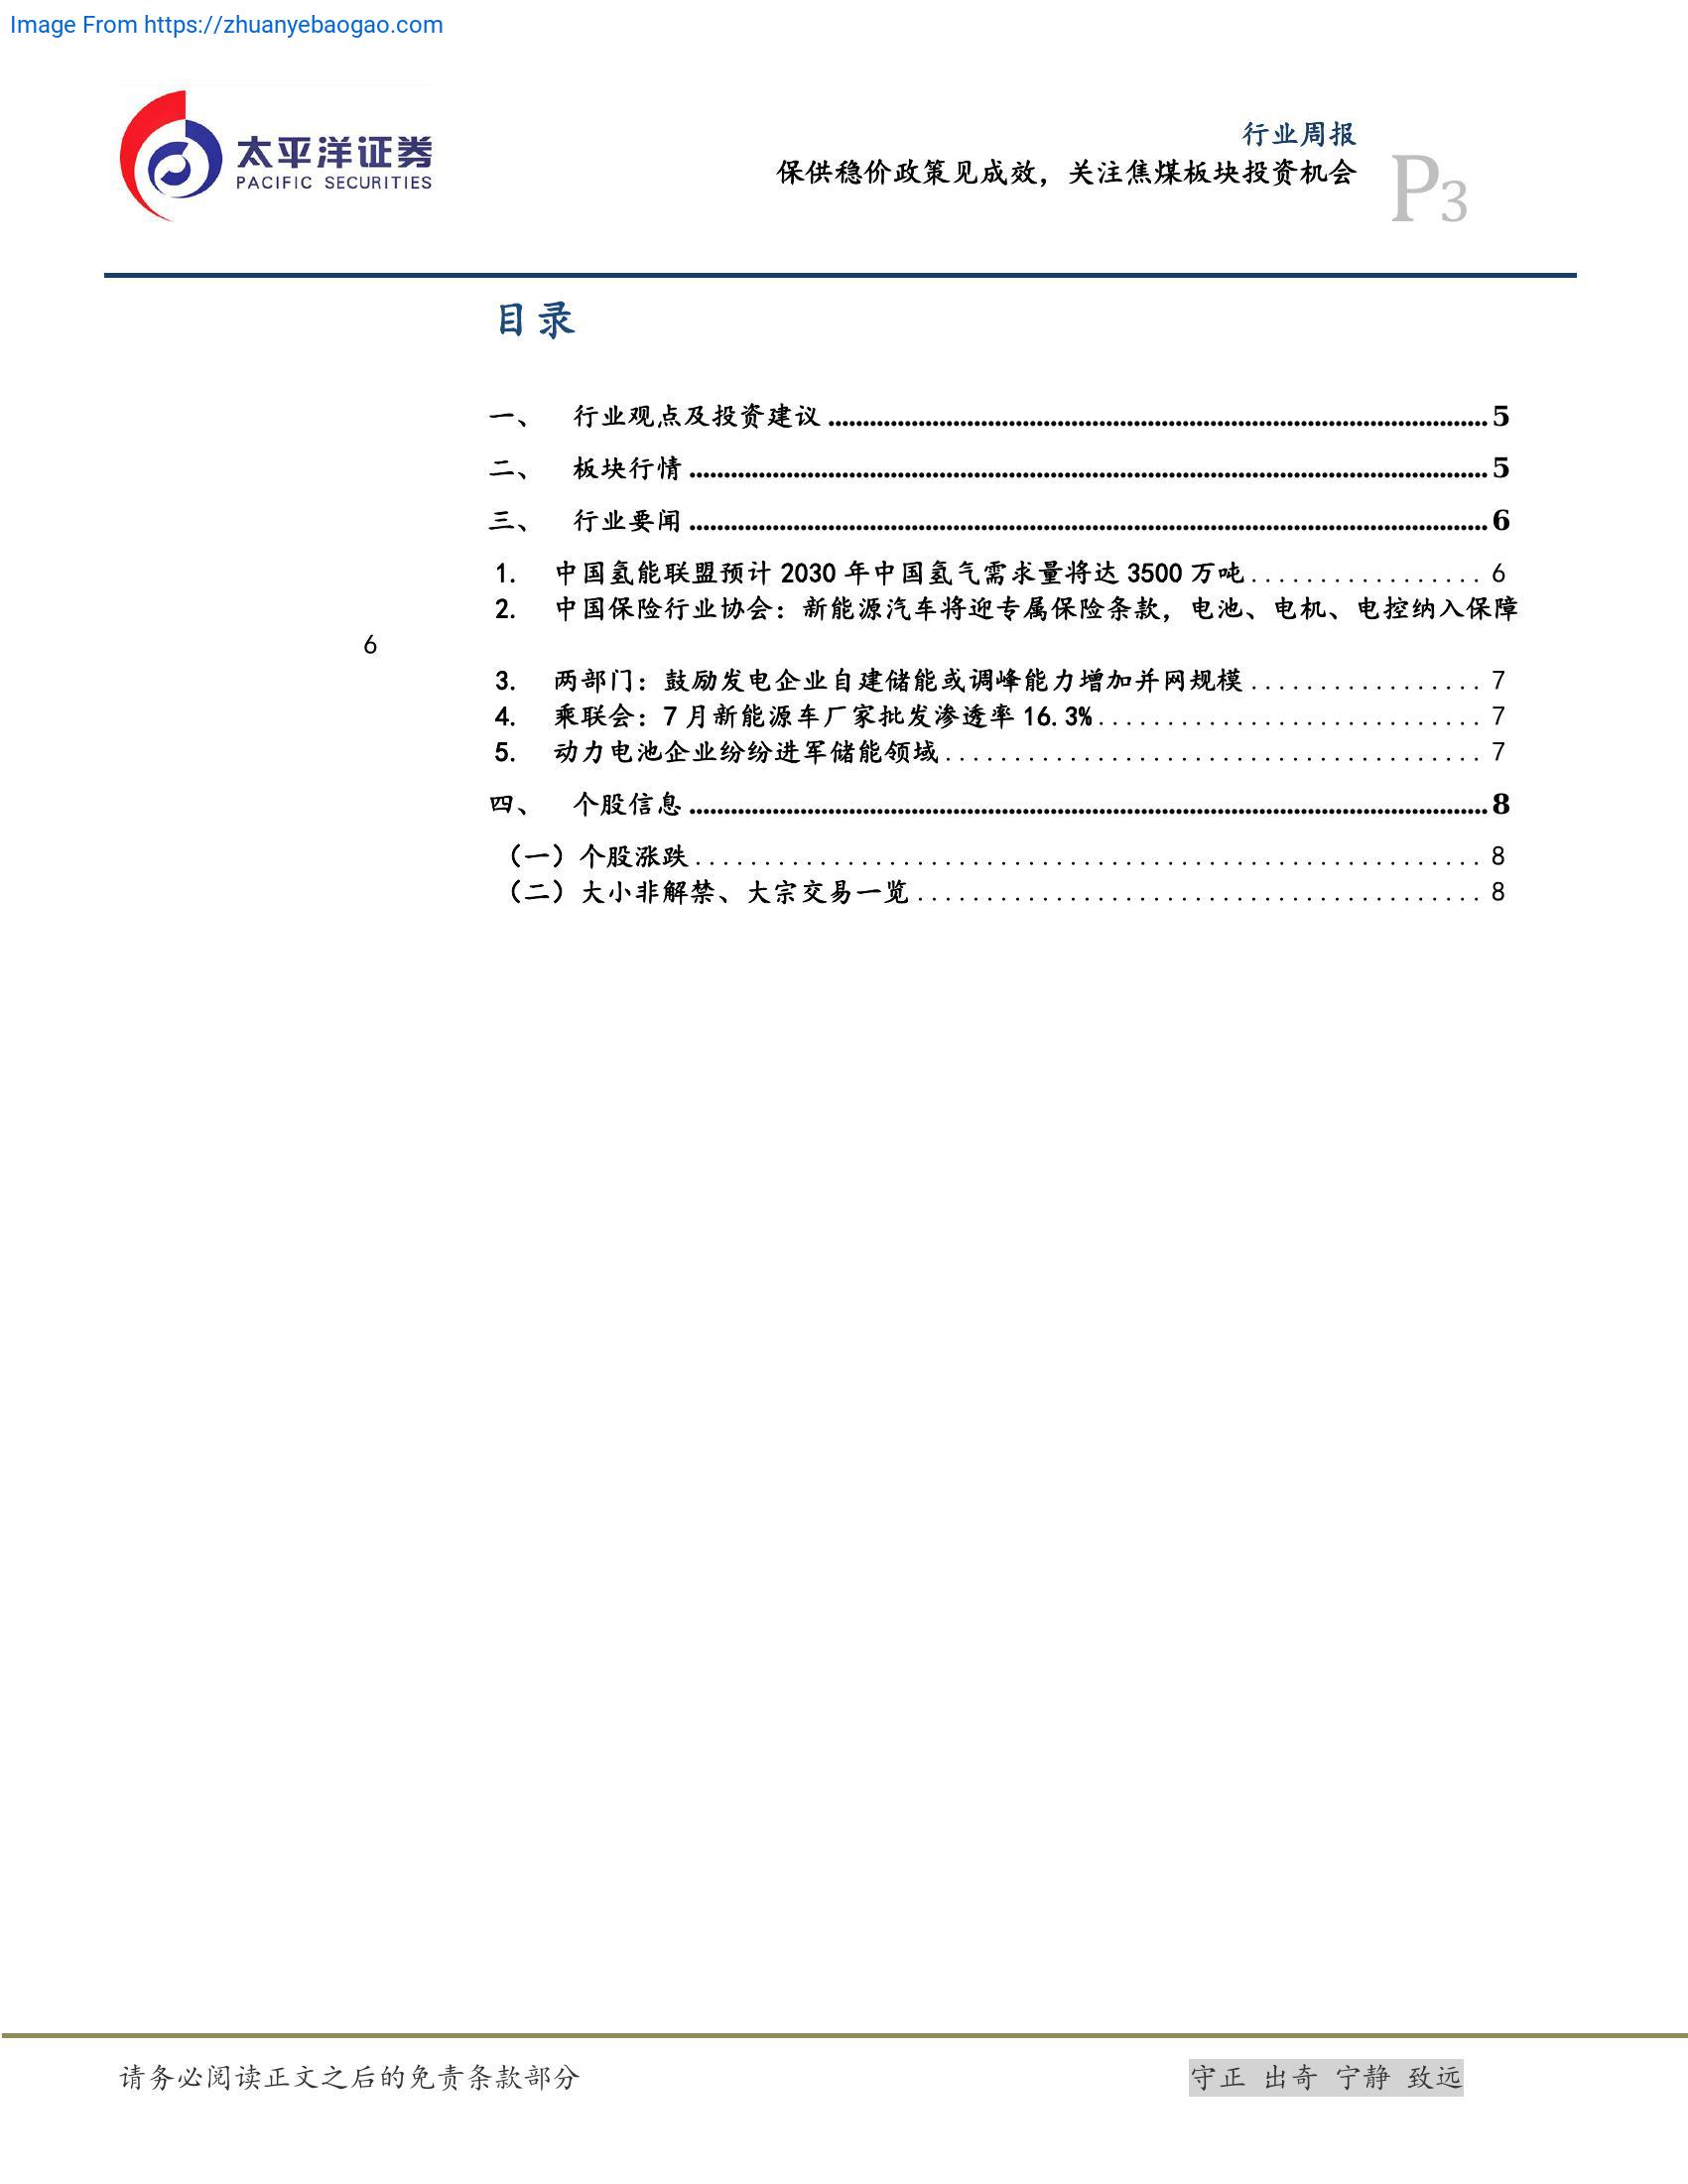 Image From https://zhuanyebaogao.com
太平洋证券
PACIFIC SECURITIES
行业周报
保供稳价政策见成效，关注焦煤板块投资机会
P3
目录
一、 行业观点及投资建议 ........ 5
二、 板块行情 ........ 5
三、 行业要闻 ........ 6
1. 中国氢能联盟预计 2030 年中国氢气需求量将达 3500 万吨 ........ 6
2. 中国保险行业协会：新能源汽车将迎专属保险条款，电池、电机、电控纳入保障
6
3. 两部门：鼓励发电企业自建储能或调峰能力增加并网规模 ........ 7
4. 乘联会：7 月新能源车厂家批发渗透率 16.3% ........ 7
5. 动力电池企业纷纷进军储能领域 ........ 7
四、 个股信息 ........ 8
（一）个股涨跌 ........ 8
（二）大小非解禁、大宗交易一览 ........ 8
请务必阅读正文之后的免责条款部分
守正 出奇 宁静 致远